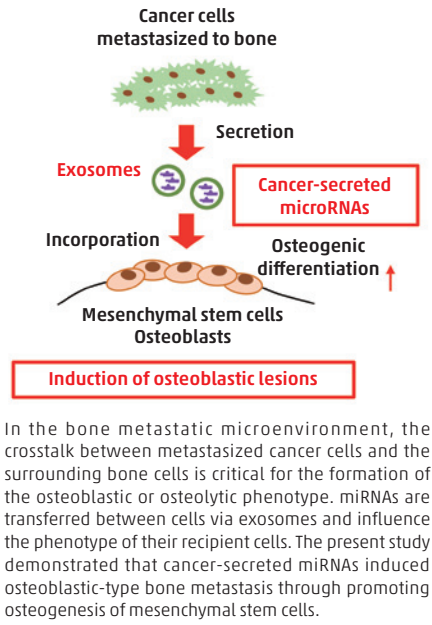 Cancer cells
metastasized to bone
Secretion
Exosomes
Cancer-secreted
microRNAs
Incorporation
Osteogenic
differentiation
Mesenchymal stem cells
Osteoblasts
Induction of osteoblastic lesions
In the bone metastatic microenvironment, the
crosstalk between metastasized cancer cells and the
surrounding bone cells is critical for the formation of
the osteoblastic or osteolytic phenotype. miRNAs are
transferred between cells via exosomes and influence
the phenotype of their recipient cells. The present study
demonstrated that cancer-secreted miRNAs induced
osteoblastic-type bone metastasis through promoting
osteogenesis of mesenchymal stem cells.